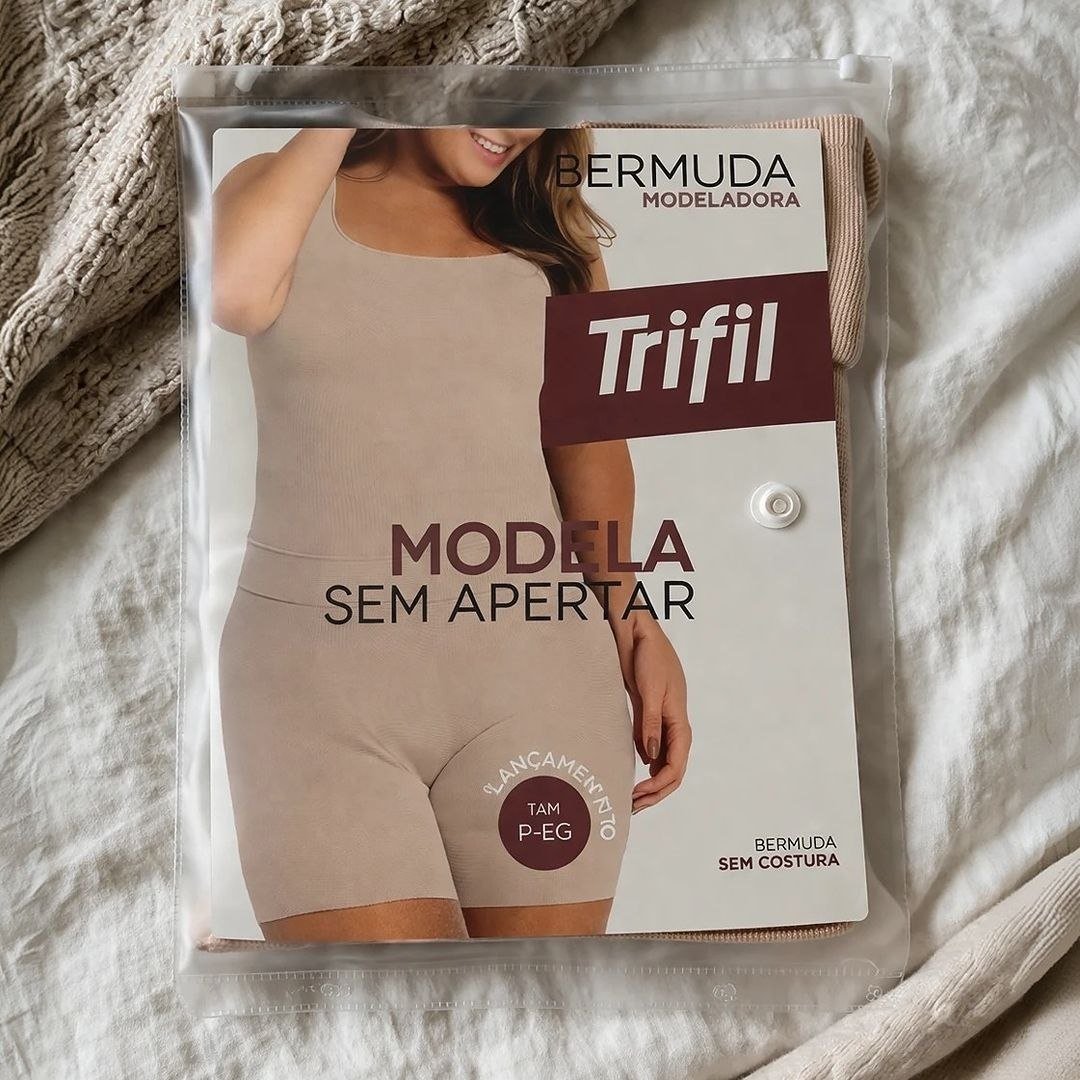 BERMUDA
MODELADORA
Trifil
MODELA
SEM APERTAR
LANÇAMENTO
TAM
P-EG
BERMUDA
SEM COSTURA